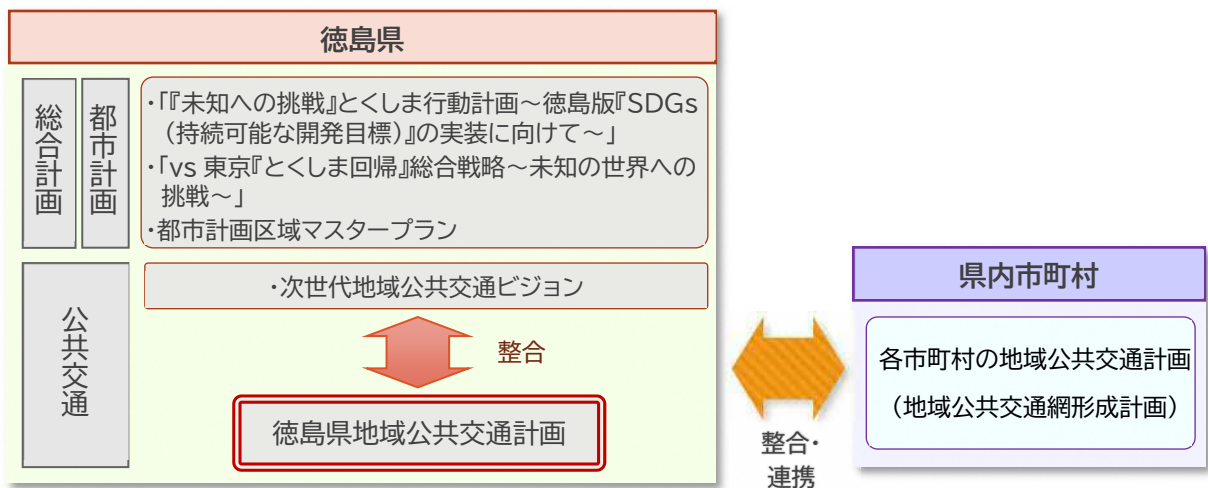 徳島県
総合計画
都市計画
・「『未知への挑戦』とくしま行動計画～徳島版『SDGs
（持続可能な開発目標）』の実装に向けて～」
・「vs 東京『とくしま回帰』総合戦略～未知の世界への
挑戦～」
・都市計画区域マスタープラン
公共交通
・次世代地域公共交通ビジョン
整合
徳島県地域公共交通計画
整合・
連携
県内市町村
各市町村の地域公共交通計画
（地域公共交通網形成計画）